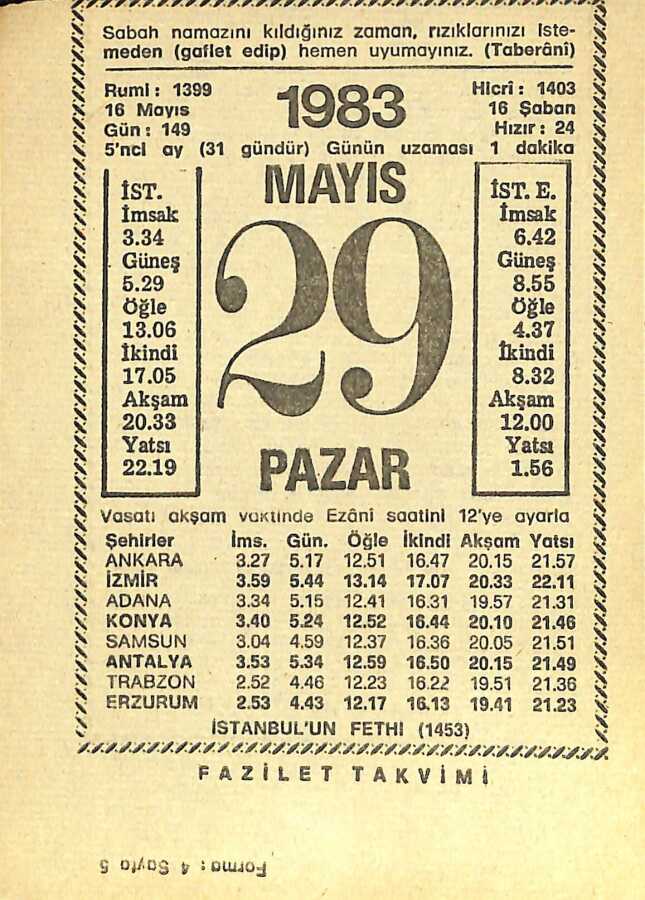 Sabah namazını kıldığınız zaman, rızıklarınızı iste-
meden (gaflet edip) hemen uyumayınız. (Taberânî)
Rumî : 1399
16 Mayıs
Gün : 149
1983
Hicrî : 1403
16 Şaban
Hızır : 24
5'nci ay (31 gündür) Günün uzaması 1 dakika
İST.
İmsak
3.34
Güneş
5.29
Öğle
13.06
İkindi
17.05
Akşam
20.33
Yatsı
22.19
MAYIS
29
PAZAR
İST. E.
İmsak
6.42
Güneş
8.55
Öğle
4.37
İkindi
8.32
Akşam
12.00
Yatsı
1.56
Vasatı akşam vaktinde Ezânî saatini 12'ye ayarla
Şehirler İms. Gün. Öğle İkindi Akşam Yatsı
ANKARA 3.27 5.17 12.51 16.47 20.15 21.57
İZMİR 3.59 5.44 13.14 17.07 20.33 22.11
ADANA 3.34 5.15 12.41 16.31 19.57 21.31
KONYA 3.40 5.24 12.52 16.44 20.10 21.46
SAMSUN 3.04 4.59 12.37 16.36 20.05 21.51
ANTALYA 3.53 5.34 12.59 16.50 20.15 21.49
TRABZON 2.52 4.46 12.23 16.22 19.51 21.36
ERZURUM 2.53 4.43 12.17 16.13 19.41 21.23
İSTANBUL'UN FETHİ (1453)
FAZİLET TAKVİMİ
Forma : 4 Sayfa 5